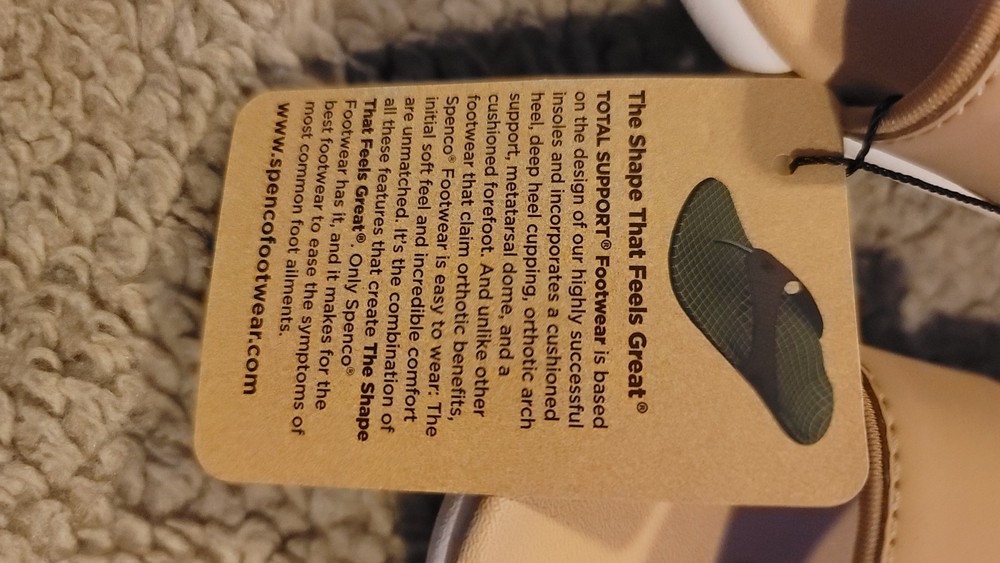 The Shape That Feels Great®
TOTAL SUPPORT® Footwear is based
on the design of our highly successful
insoles and incorporates a cushioned
heel, deep heel cupping, orthotic arch
support, metatarsal dome, and a
cushioned forefoot. And unlike other
footwear that claim orthotic benefits,
Spenco® Footwear is easy to wear: The
initial soft feel and incredible comfort
are unmatched. It's the combination of
all these features that create The Shape
That Feels Great®. Only Spenco®
Footwear has it, and it makes for the
best footwear to ease the symptoms of
most common foot ailments.
www.spencofootwear.com